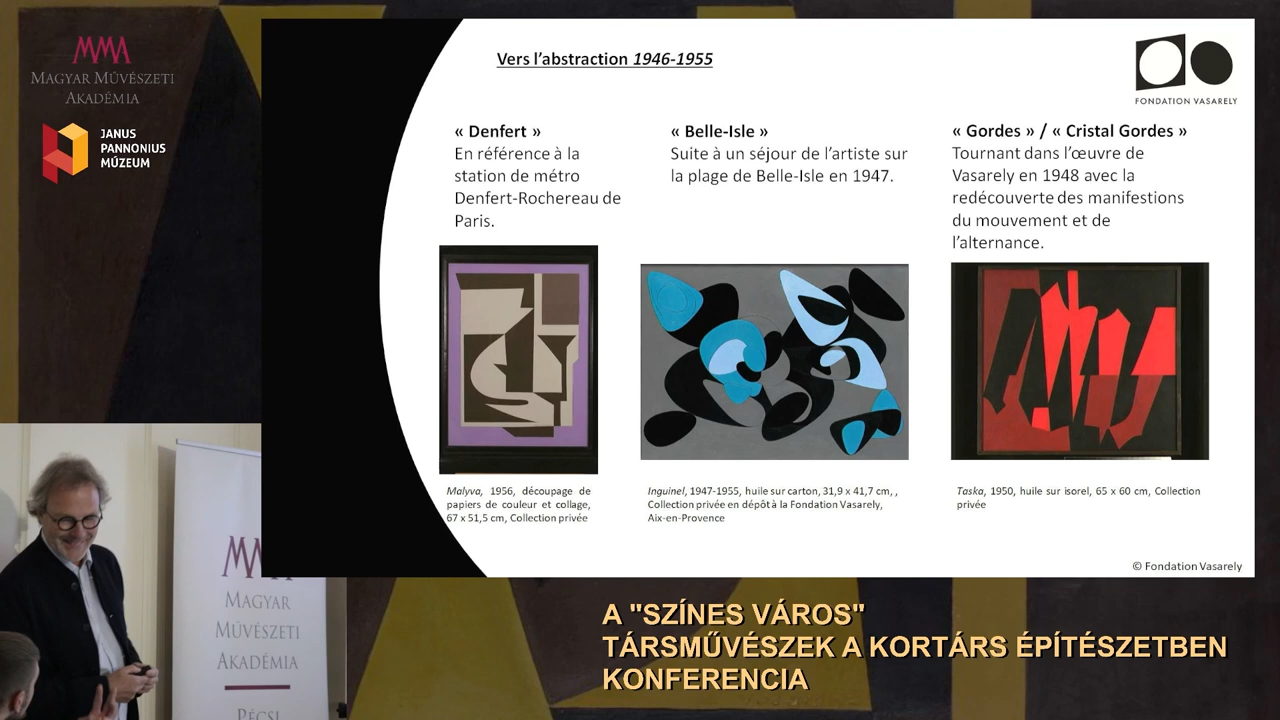 MMA
MAGYAR MŰVÉSZETI
AKADÉMIA
JANUS
PANNONIUS
MÚZEUM
Vers l’abstraction 1946-1955
FONDATION VASARELY
« Denfert »
En référence à la
station de métro
Denfert-Rochereau de
Paris.
« Belle-Isle »
Suite à un séjour de l’artiste sur
la plage de Belle-Isle en 1947.
« Gordes » / « Cristal Gordes »
Tournant dans l’œuvre de
Vasarely en 1948 avec la
redécouverte des manifestions
du mouvement et de
l’alternance.
Malyva, 1956, découpage de
papiers de couleur et collage,
67 x 51,5 cm, Collection privée
Inguinel, 1947-1955, huile sur carton, 31,9 x 41,7 cm, ,
Collection privée en dépôt à la Fondation Vasarely,
Aix-en-Provence
Taska, 1950, huile sur isorel, 65 x 60 cm, Collection
privée
© Fondation Vasarely
MAGYAR
MŰVÉSZETI
AKADÉMIA
PÉCSI
A "SZÍNES VÁROS"
TÁRSMŰVÉSZEK A KORTÁRS ÉPÍTÉSZETBEN
KONFERENCIA